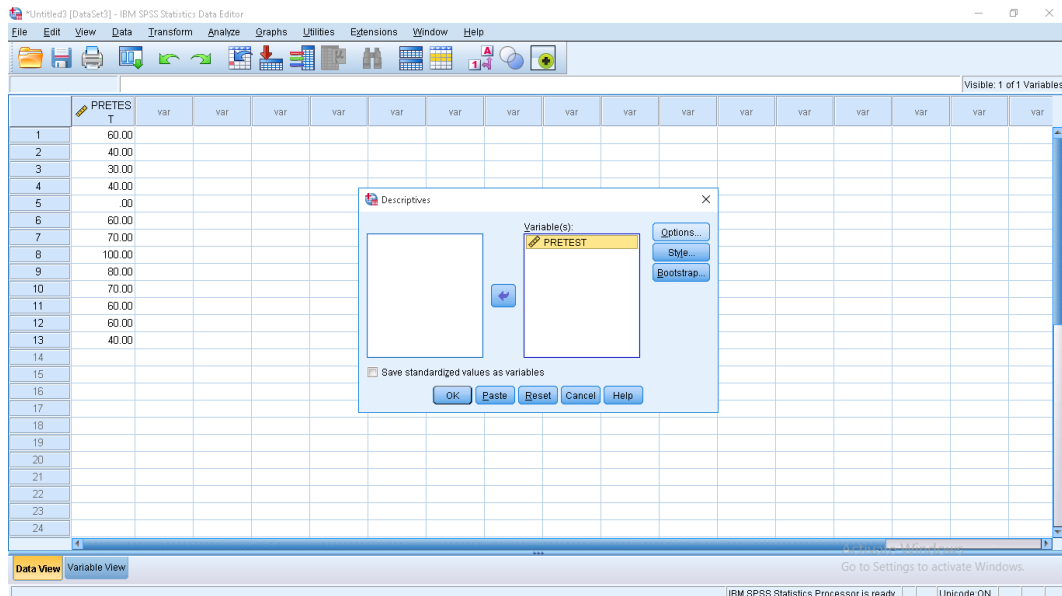 *Untitled3 [DataSet3] - IBM SPSS Statistics Data Editor
File Edit View Data Transform Analyze Graphs Utilities Extensions Window Help
Visible: 1 of 1 Variables
PRETES
T
var var var var var var var var var var var var var var var var
1 60.00
2 40.00
3 30.00
4 40.00
5 .00
6 60.00
7 70.00
8 100.00
9 80.00
10 70.00
11 60.00
12 60.00
13 40.00
14
15
16
17
18
19
20
21
22
23
24
Descriptives
Variable(s):
PRETEST
Options...
Style...
Bootstrap...
Save standardized values as variables
OK Paste Reset Cancel Help
Activate Windows
Go to Settings to activate Windows.
Data View Variable View
IBM SPSS Statistics Processor is ready Unicode:ON